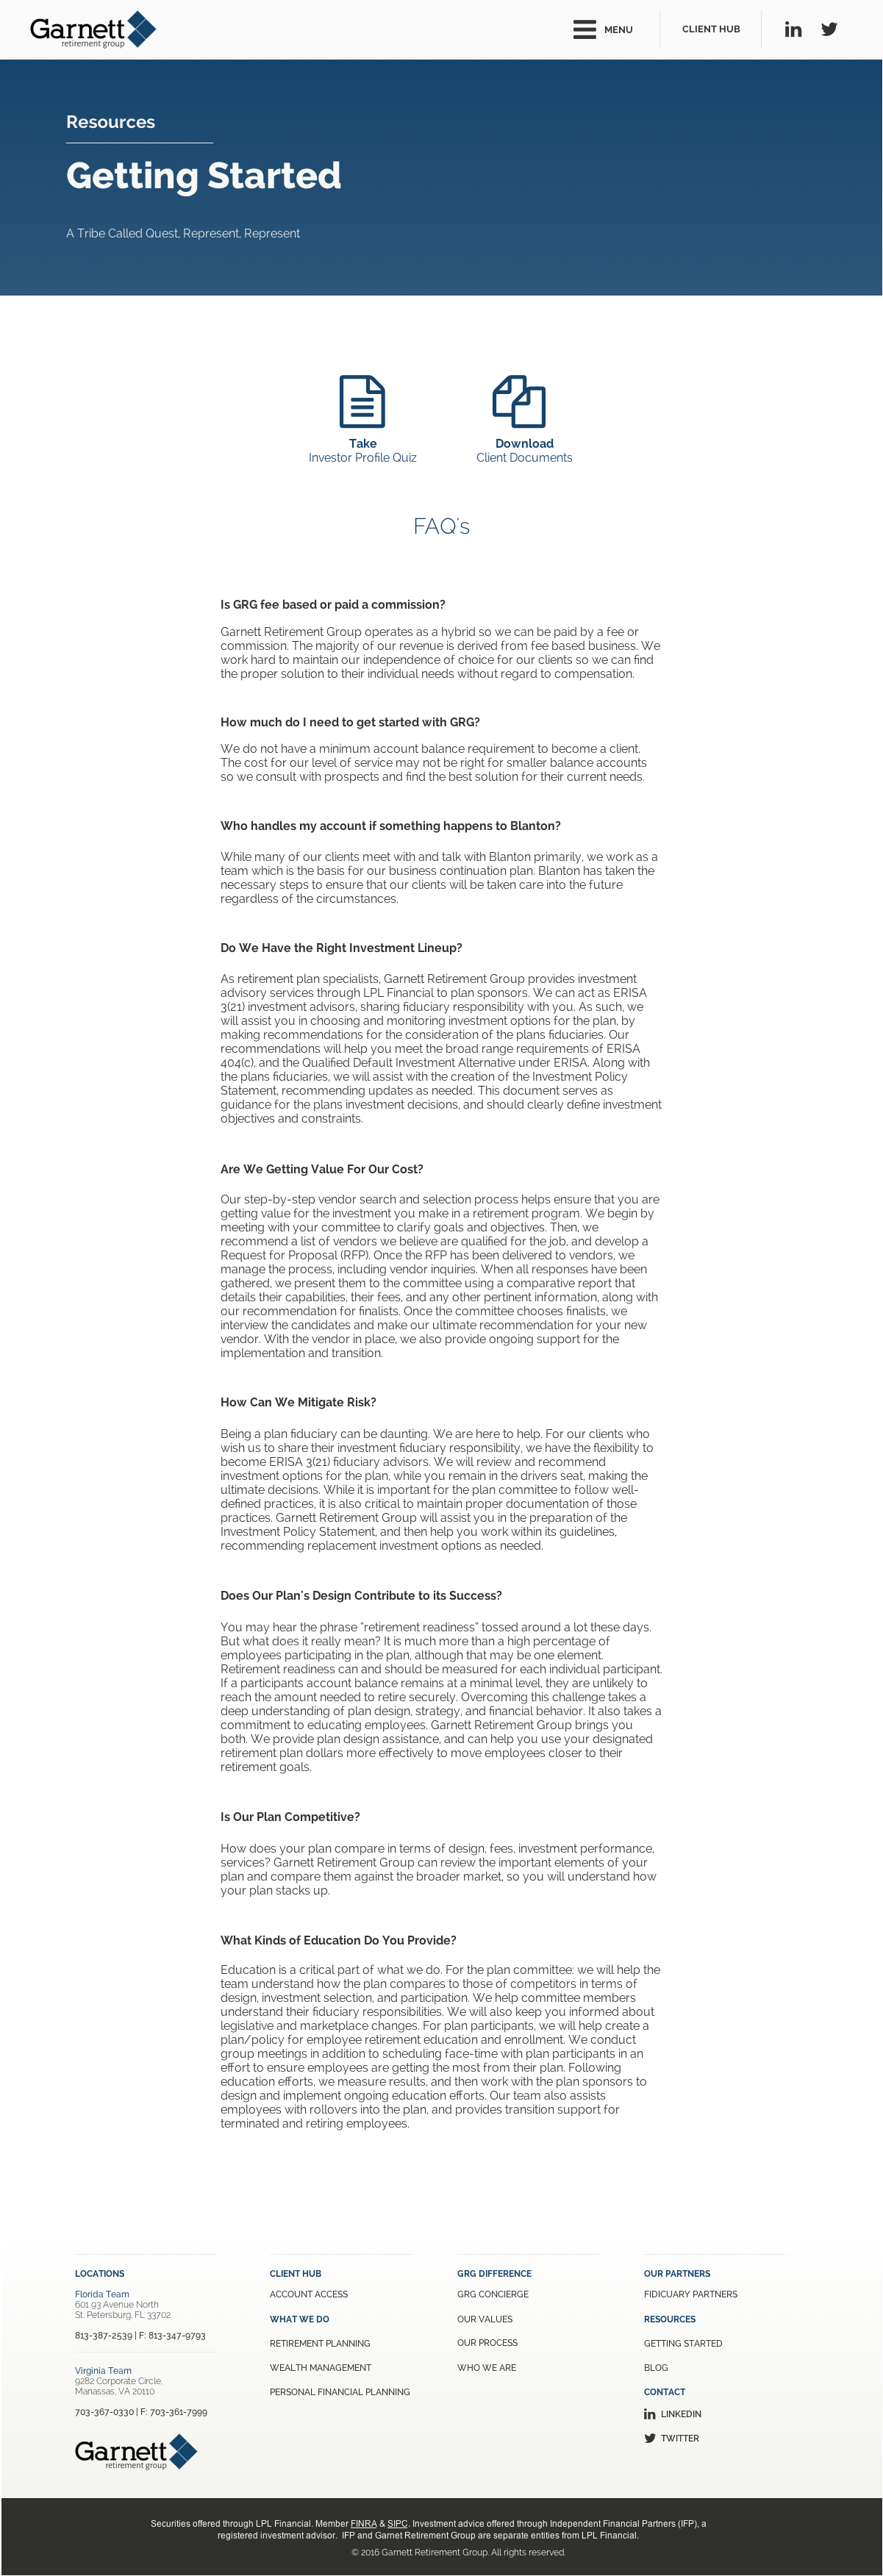 Garnett
retirement group
MENU
CLIENT HUB
Resources
Getting Started
A Tribe Called Quest, Represent, Represent
Take
Investor Profile Quiz
Download
Client Documents
FAQ's
Is GRG fee based or paid a commission?
Garnett Retirement Group operates as a hybrid so we can be paid by a fee or
commission. The majority of our revenue is derived from fee based business. We
work hard to maintain our independence of choice for our clients so we can find
the proper solution to their individual needs without regard to compensation.
How much do I need to get started with GRG?
We do not have a minimum account balance requirement to become a client.
The cost for our level of service may not be right for smaller balance accounts
so we consult with prospects and find the best solution for their current needs.
Who handles my account if something happens to Blanton?
While many of our clients meet with and talk with Blanton primarily, we work as a
team which is the basis for our business continuation plan. Blanton has taken the
necessary steps to ensure that our clients will be taken care into the future
regardless of the circumstances.
Do We Have the Right Investment Lineup?
As retirement plan specialists, Garnett Retirement Group provides investment
advisory services through LPL Financial to plan sponsors. We can act as ERISA
3(21) investment advisors, sharing fiduciary responsibility with you. As such, we
will assist you in choosing and monitoring investment options for the plan, by
making recommendations for the consideration of the plans fiduciaries. Our
recommendations will help you meet the broad range requirements of ERISA
404(c), and the Qualified Default Investment Alternative under ERISA. Along with
the plans fiduciaries, we will assist with the creation of the Investment Policy
Statement, recommending updates as needed. This document serves as
guidance for the plans investment decisions, and should clearly define investment
objectives and constraints.
Are We Getting Value For Our Cost?
Our step-by-step vendor search and selection process helps ensure that you are
getting value for the investment you make in a retirement program. We begin by
meeting with your committee to clarify goals and objectives. Then, we
recommend a list of vendors we believe are qualified for the job, and develop a
Request for Proposal (RFP). Once the RFP has been delivered to vendors, we
manage the process, including vendor inquiries. When all responses have been
gathered, we present them to the committee using a comparative report that
details their capabilities, their fees, and any other pertinent information, along with
our recommendation for finalists. Once the committee chooses finalists, we
interview the candidates and make our ultimate recommendation for your new
vendor. With the vendor in place, we also provide ongoing support for the
implementation and transition.
How Can We Mitigate Risk?
Being a plan fiduciary can be daunting. We are here to help. For our clients who
wish us to share their investment fiduciary responsibility, we have the flexibility to
become ERISA 3(21) fiduciary advisors. We will review and recommend
investment options for the plan, while you remain in the drivers seat, making the
ultimate decisions. While it is important for the plan committee to follow well-
defined practices, it is also critical to maintain proper documentation of those
practices. Garnett Retirement Group will assist you in the preparation of the
Investment Policy Statement, and then help you work within its guidelines,
recommending replacement investment options as needed.
Does Our Plan's Design Contribute to its Success?
You may hear the phrase "retirement readiness" tossed around a lot these days.
But what does it really mean? It is much more than a high percentage of
employees participating in the plan, although that may be one element.
Retirement readiness can and should be measured for each individual participant.
If a participants account balance remains at a minimal level, they are unlikely to
reach the amount needed to retire securely. Overcoming this challenge takes a
deep understanding of plan design, strategy, and financial behavior. It also takes a
commitment to educating employees. Garnett Retirement Group brings you
both. We provide plan design assistance, and can help you use your designated
retirement plan dollars more effectively to move employees closer to their
retirement goals.
Is Our Plan Competitive?
How does your plan compare in terms of design, fees, investment performance,
services? Garnett Retirement Group can review the important elements of your
plan and compare them against the broader market, so you will understand how
your plan stacks up.
What Kinds of Education Do You Provide?
Education is a critical part of what we do. For the plan committee: we will help the
team understand how the plan compares to those of competitors in terms of
design, investment selection, and participation. We help committee members
understand their fiduciary responsibilities. We will also keep you informed about
legislative and marketplace changes. For plan participants, we will help create a
plan/policy for employee retirement education and enrollment. We conduct
group meetings in addition to scheduling face-time with plan participants in an
effort to ensure employees are getting the most from their plan. Following
education efforts, we measure results, and then work with the plan sponsors to
design and implement ongoing education efforts. Our team also assists
employees with rollovers into the plan, and provides transition support for
terminated and retiring employees.
LOCATIONS
Florida Team
601 93 Avenue North
St. Petersburg, FL 33702
813-387-2539 | F: 813-347-9793
Virginia Team
9282 Corporate Circle,
Manassas, VA 20110
703-367-0330 | F: 703-361-7999
Garnett
retirement group
CLIENT HUB
ACCOUNT ACCESS
WHAT WE DO
RETIREMENT PLANNING
WEALTH MANAGEMENT
PERSONAL FINANCIAL PLANNING
GRG DIFFERENCE
GRG CONCIERGE
OUR VALUES
OUR PROCESS
WHO WE ARE
OUR PARTNERS
FIDICUARY PARTNERS
RESOURCES
GETTING STARTED
BLOG
CONTACT
LINKEDIN
TWITTER
Securities offered through LPL Financial. Member FINRA & SIPC. Investment advice offered through Independent Financial Partners (IFP), a
registered investment advisor. IFP and Garnet Retirement Group are separate entities from LPL Financial.
© 2016 Garnett Retirement Group. All rights reserved.